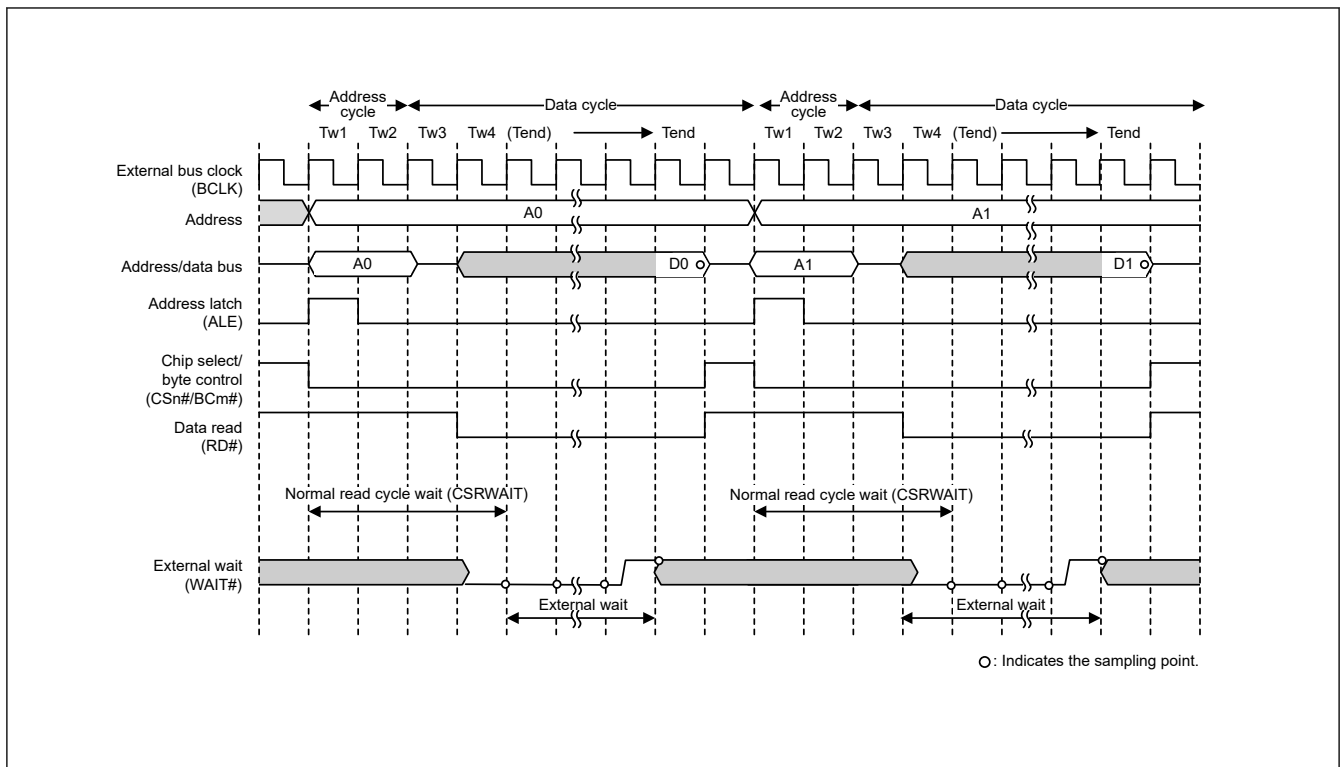 Address cycle
Data cycle
Address cycle
Data cycle
Tw1 Tw2 Tw3 Tw4 (Tend) Tend Tw1 Tw2 Tw3 Tw4 (Tend) Tend
External bus clock
(BCLK)
Address A0 A1
Address/data bus A0 D0 A1 D1
Address latch
(ALE)
Chip select/
byte control
(CSn#/BCm#)
Data read
(RD#)
Normal read cycle wait (CSRWAIT) Normal read cycle wait (CSRWAIT)
External wait
(WAIT#)
External wait External wait
: Indicates the sampling point.